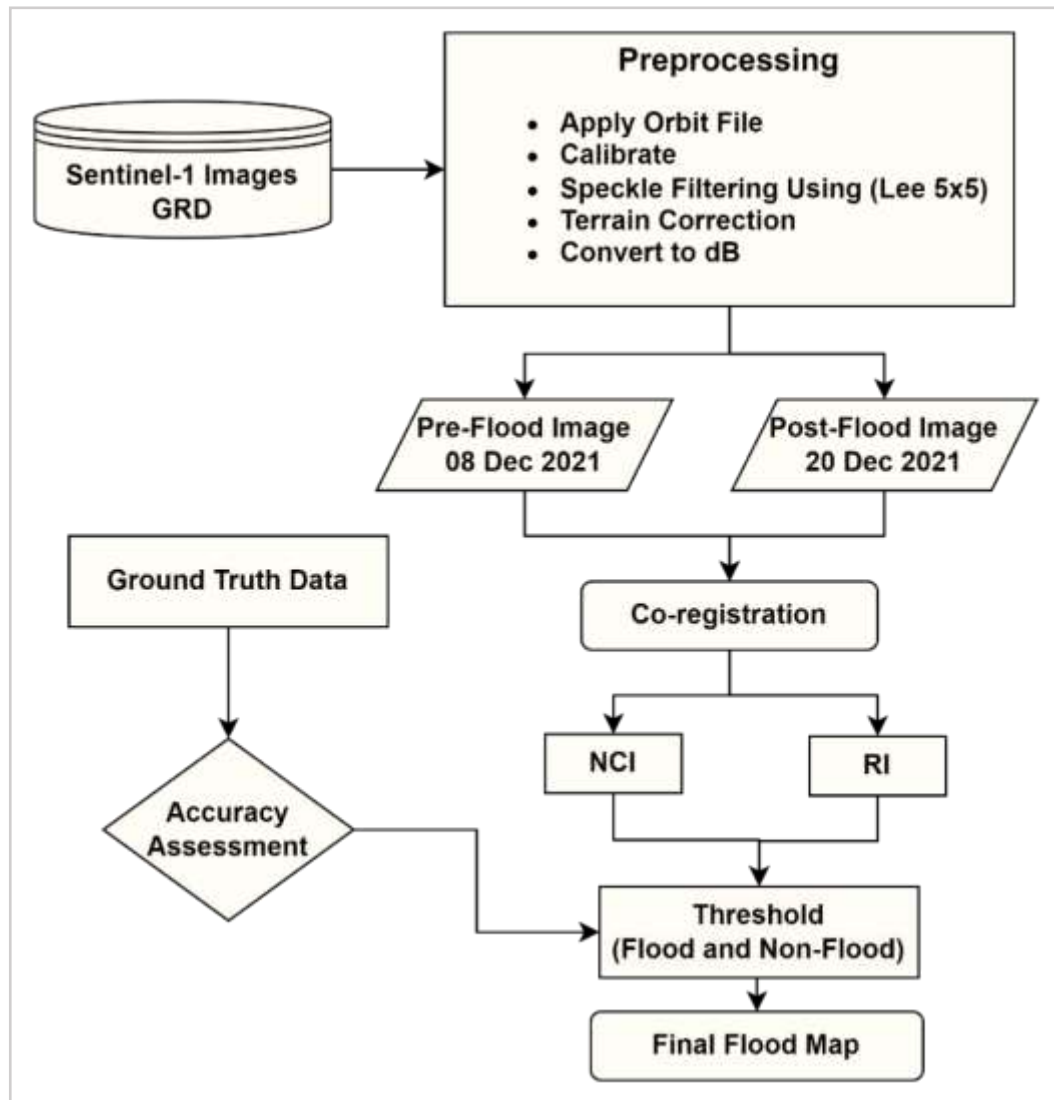 Preprocessing
• Apply Orbit File
• Calibrate
• Speckle Filtering Using (Lee 5x5)
• Terrain Correction
• Convert to dB
Sentinel-1 Images
GRD
Pre-Flood Image
08 Dec 2021
Post-Flood Image
20 Dec 2021
Ground Truth Data
Co-registration
NCI
RI
Accuracy
Assessment
Threshold
(Flood and Non-Flood)
Final Flood Map